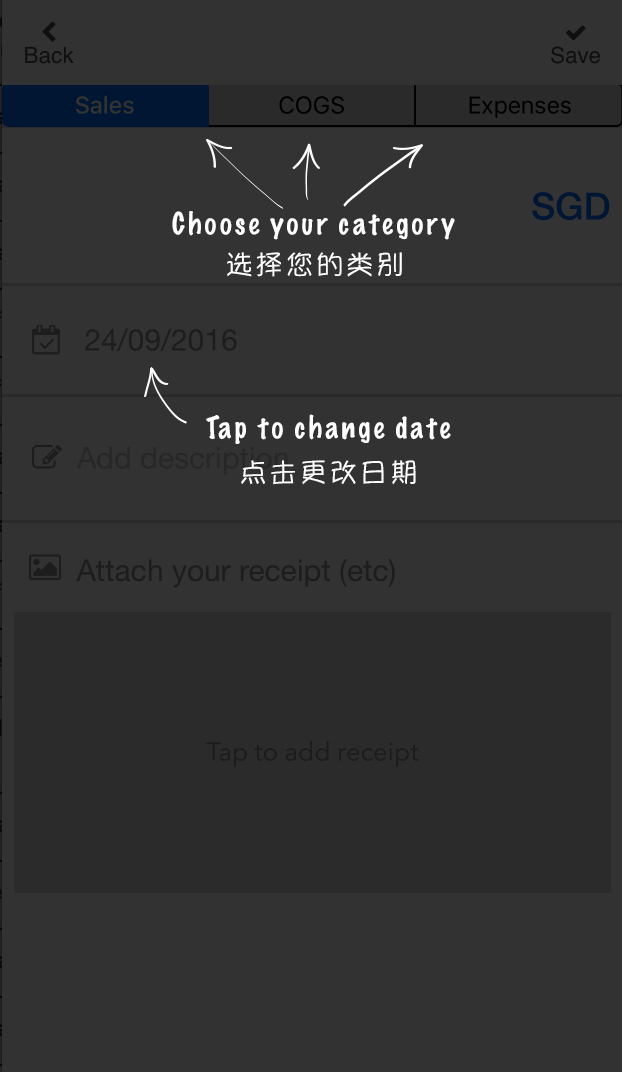 Back
Save
Sales
COGS
Expenses
SGD
Choose your category
选择您的类别
24/09/2016
Tap to change date
Add description
点击更改日期
Attach your receipt (etc)
Tap to add receipt